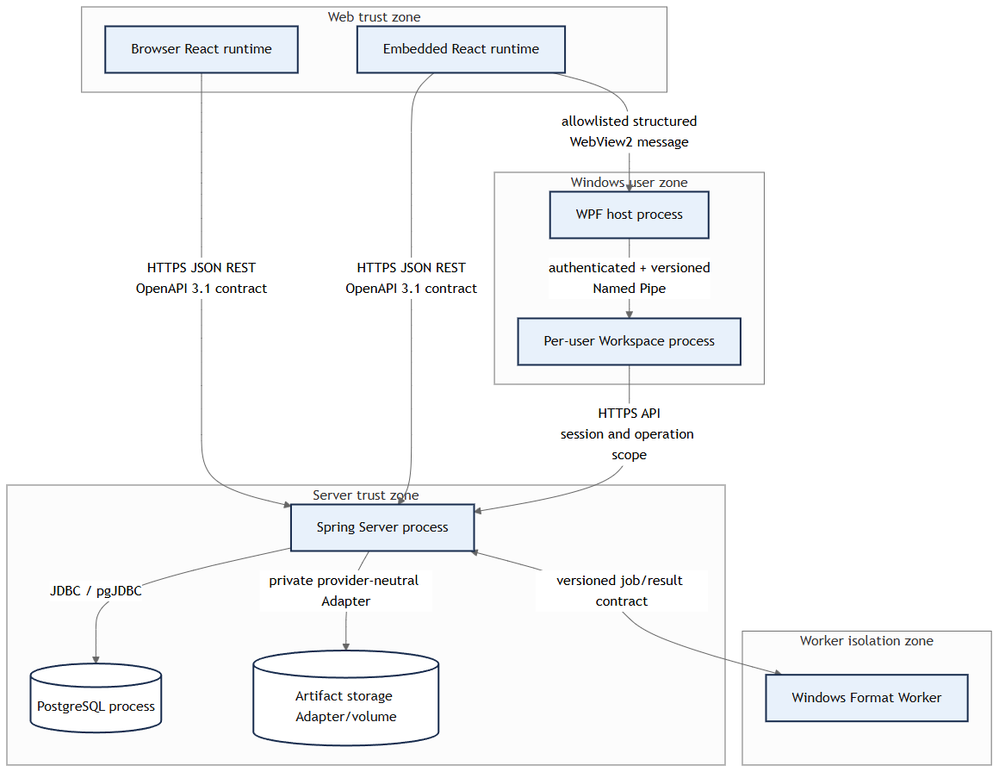 Web trust zone
Browser React runtime
Embedded React runtime
allowlisted structured
WebView2 message
Windows user zone
WPF host process
HTTPS JSON REST
OpenAPI 3.1 contract
HTTPS JSON REST
OpenAPI 3.1 contract
authenticated + versioned
Named Pipe
Per-user Workspace process
HTTPS API
session and operation
scope
Server trust zone
Spring Server process
JDBC / pgJDBC
private provider-neutral
Adapter
versioned job/result
contract
Worker isolation zone
Windows Format Worker
PostgreSQL process
Artifact storage
Adapter/volume